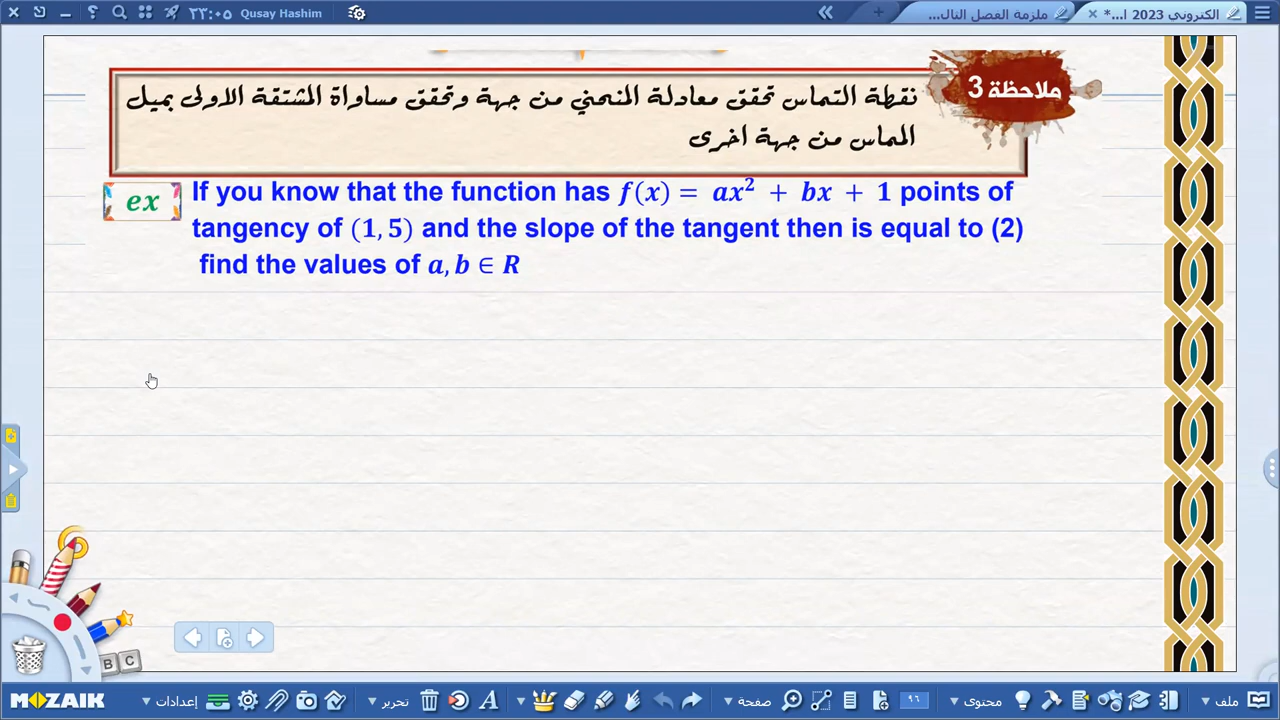 ٢٣:٠٥ Qusay Hashim
ملزمة الفصل التال...
الكتروني 2023 ا...*
ملاحظة 3
نقطة التماس تحقق معادلة المنحني من جهة وتحقق مساواة المشتقة الاولى بميل
المماس من جهة اخرى
ex
If you know that the function has f(x) = ax² + bx + 1 points of
tangency of (1, 5) and the slope of the tangent then is equal to (2)
find the values of a, b ∈ R
B C
MOZAIK
إعدادات
تحرير
صفحة
٩٦
محتوى
ملف